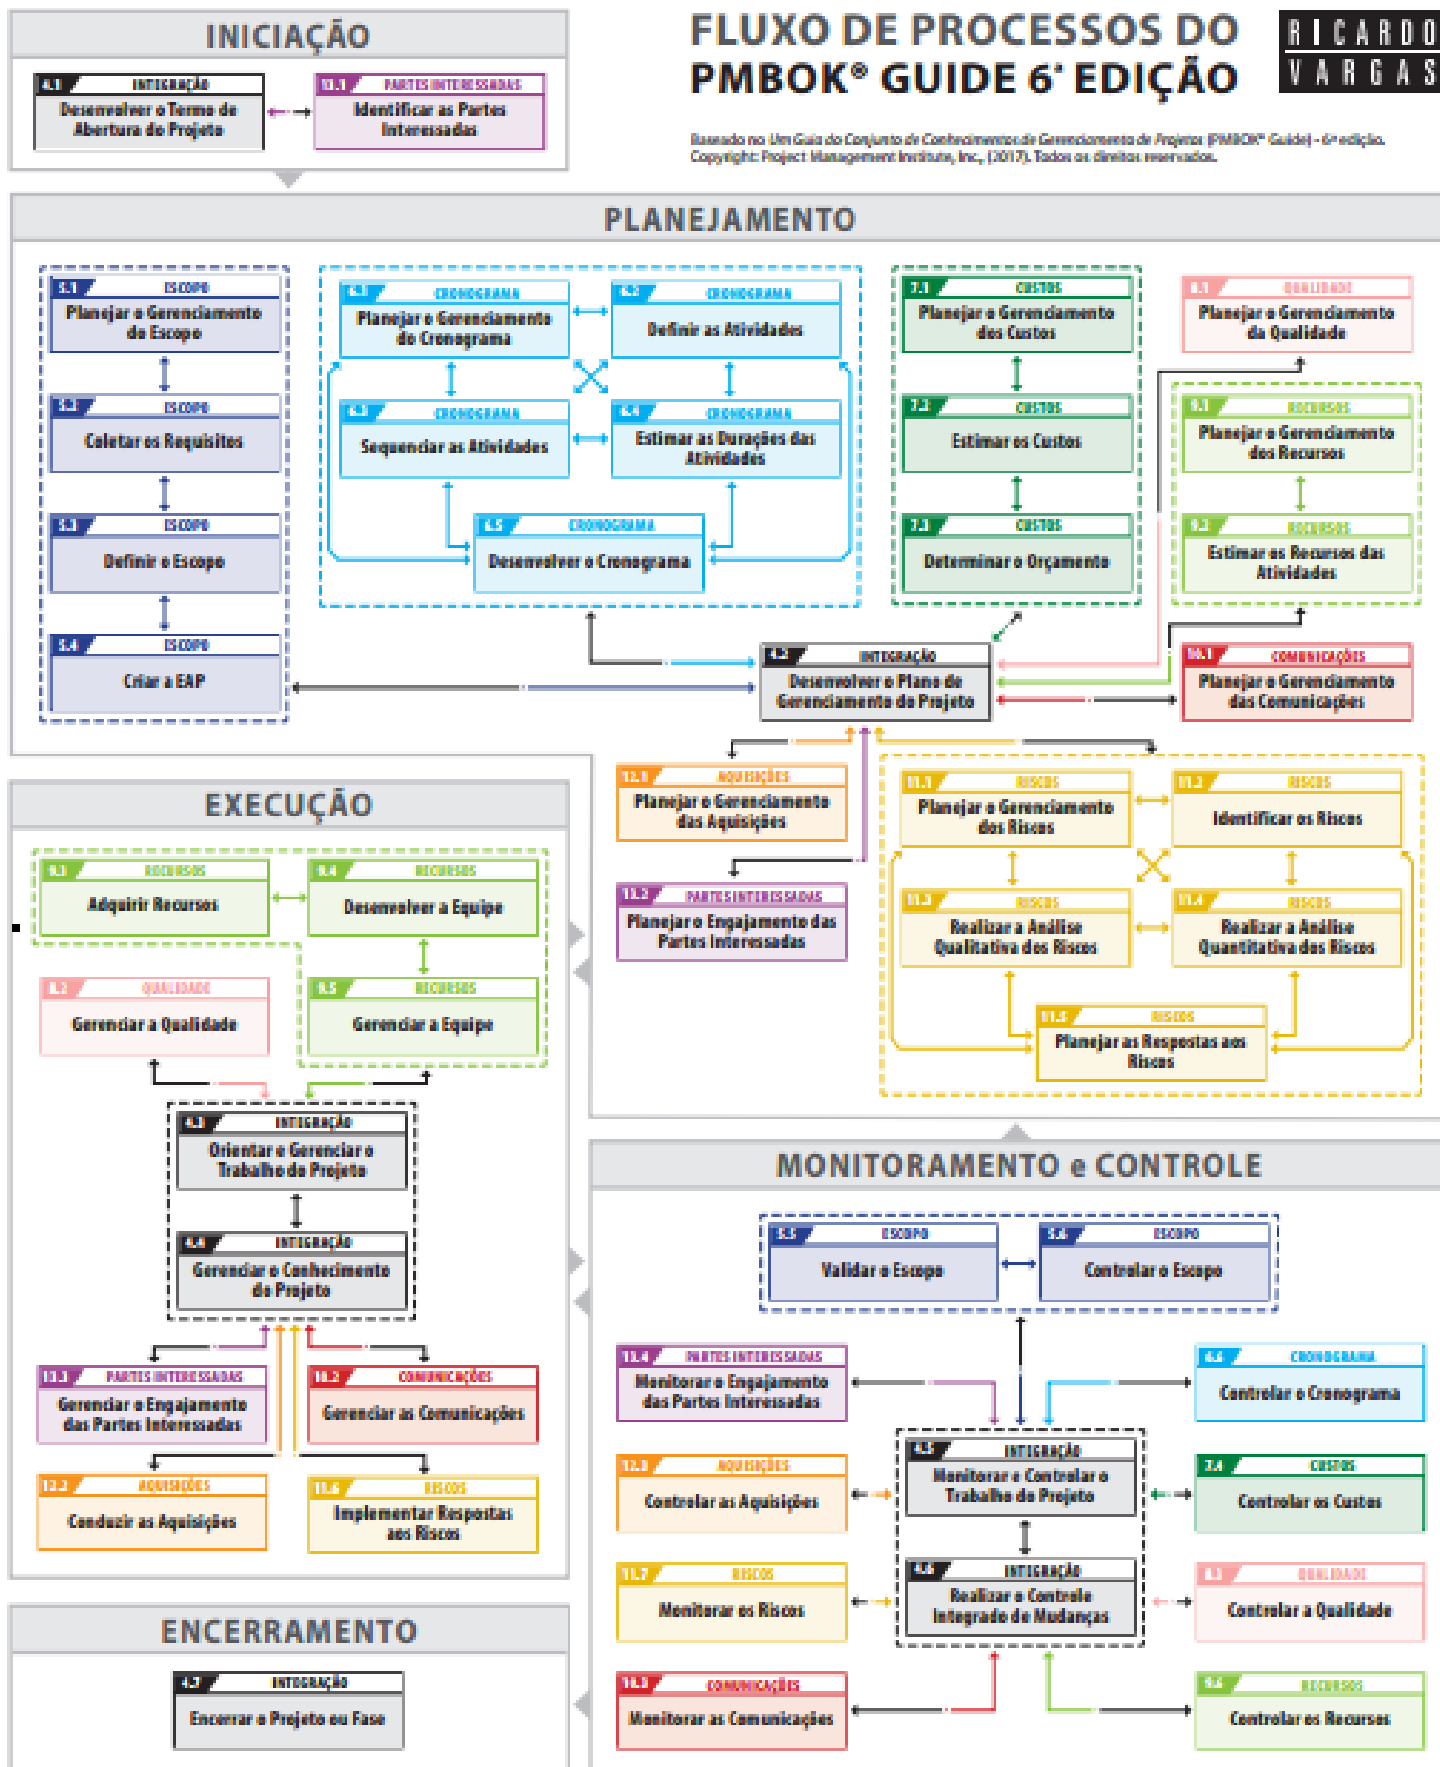 INICIAÇÃO
4.1 INTEGRAÇÃO
Desenvolver o Termo de
Abertura do Projeto
13.1 PARTES INTERESSADAS
Identificar as Partes
Interessadas
FLUXO DE PROCESSOS DO
PMBOK® GUIDE 6ª EDIÇÃO
RICARDO
VARGAS
Baseado no Um Guia do Conjunto de Conhecimentos de Gerenciamento de Projetos (PMBOK® Guide) - 6ª edição.
Copyright: Project Management Institute, Inc., (2017). Todos os direitos reservados.
PLANEJAMENTO
5.1 ESCOPO
Planejar o Gerenciamento
do Escopo
5.2 ESCOPO
Coletar os Requisitos
5.3 ESCOPO
Definir o Escopo
5.4 ESCOPO
Criar a EAP
6.1 CRONOGRAMA
Planejar o Gerenciamento
do Cronograma
6.2 CRONOGRAMA
Definir as Atividades
6.3 CRONOGRAMA
Sequenciar as Atividades
6.4 CRONOGRAMA
Estimar as Durações das
Atividades
6.5 CRONOGRAMA
Desenvolver o Cronograma
7.1 CUSTOS
Planejar o Gerenciamento
dos Custos
7.2 CUSTOS
Estimar os Custos
7.3 CUSTOS
Determinar o Orçamento
8.1 QUALIDADE
Planejar o Gerenciamento
da Qualidade
9.1 RECURSOS
Planejar o Gerenciamento
dos Recursos
9.2 RECURSOS
Estimar os Recursos das
Atividades
4.2 INTEGRAÇÃO
Desenvolver o Plano de
Gerenciamento do Projeto
10.1 COMUNICAÇÕES
Planejar o Gerenciamento
das Comunicações
12.1 AQUISIÇÕES
Planejar o Gerenciamento
das Aquisições
13.2 PARTES INTERESSADAS
Planejar o Engajamento das
Partes Interessadas
11.1 RISCOS
Planejar o Gerenciamento
dos Riscos
11.2 RISCOS
Identificar os Riscos
11.3 RISCOS
Realizar a Análise
Qualitativa dos Riscos
11.4 RISCOS
Realizar a Análise
Quantitativa dos Riscos
11.5 RISCOS
Planejar as Respostas aos
Riscos
EXECUÇÃO
9.3 RECURSOS
Adquirir Recursos
9.4 RECURSOS
Desenvolver a Equipe
8.2 QUALIDADE
Gerenciar a Qualidade
9.5 RECURSOS
Gerenciar a Equipe
4.3 INTEGRAÇÃO
Orientar e Gerenciar o
Trabalho do Projeto
4.4 INTEGRAÇÃO
Gerenciar o Conhecimento
do Projeto
13.3 PARTES INTERESSADAS
Gerenciar o Engajamento
das Partes Interessadas
10.2 COMUNICAÇÕES
Gerenciar as Comunicações
12.2 AQUISIÇÕES
Conduzir as Aquisições
11.6 RISCOS
Implementar Respostas
aos Riscos
ENCERRAMENTO
4.7 INTEGRAÇÃO
Encerrar o Projeto ou Fase
MONITORAMENTO e CONTROLE
5.5 ESCOPO
Validar o Escopo
5.6 ESCOPO
Controlar o Escopo
13.4 PARTES INTERESSADAS
Monitorar o Engajamento
das Partes Interessadas
6.6 CRONOGRAMA
Controlar o Cronograma
12.3 AQUISIÇÕES
Controlar as Aquisições
4.5 INTEGRAÇÃO
Monitorar e Controlar o
Trabalho do Projeto
7.4 CUSTOS
Controlar os Custos
11.7 RISCOS
Monitorar os Riscos
4.6 INTEGRAÇÃO
Realizar o Controle
Integrado de Mudanças
8.3 QUALIDADE
Controlar a Qualidade
10.3 COMUNICAÇÕES
Monitorar as Comunicações
9.6 RECURSOS
Controlar os Recursos